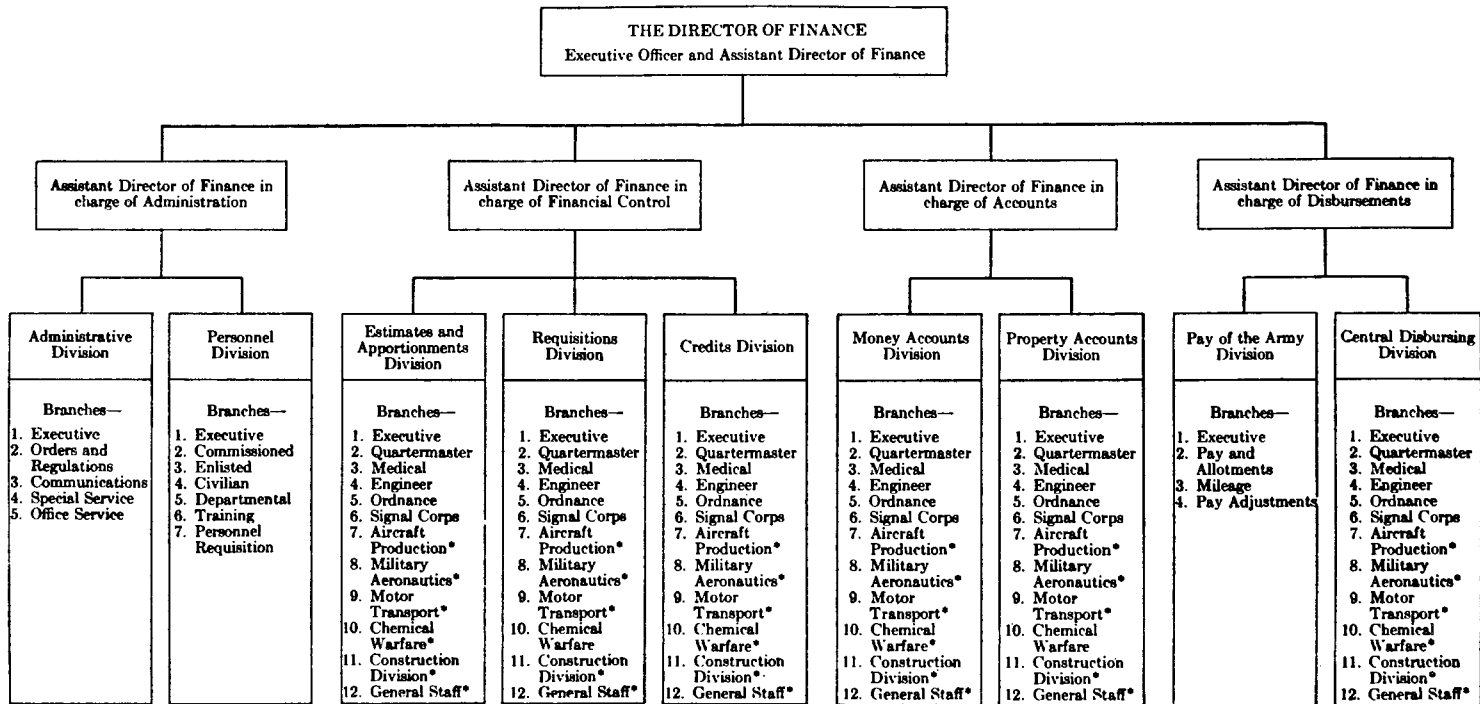 THE DIRECTOR OF FINANCE
Executive Officer and Assistant Director of Finance
Assistant Director of Finance in
charge of Administration
Assistant Director of Finance in
charge of Financial Control
Assistant Director of Finance in
charge of Accounts
Assistant Director of Finance in
charge of Disbursements
Administrative
Division
Branches—
1. Executive
2. Orders and
Regulations
3. Communications
4. Special Service
5. Office Service
Personnel
Division
Branches—
1. Executive
2. Commissioned
3. Enlisted
4. Civilian
5. Departmental
6. Training
7. Personnel
Requisition
Estimates and
Apportionments
Division
Branches—
1. Executive
2. Quartermaster
3. Medical
4. Engineer
5. Ordnance
6. Signal Corps
7. Aircraft
Production*
8. Military
Aeronautics*
9. Motor
Transport*
10. Chemical
Warfare*
11. Construction
Division*
12. General Staff*
Requisitions
Division
Branches—
1. Executive
2. Quartermaster
3. Medical
4. Engineer
5. Ordnance
6. Signal Corps
7. Aircraft
Production*
8. Military
Aeronautics*
9. Motor
Transport*
10. Chemical
Warfare
11. Construction
Division*
12. General Staff*
Credits Division
Branches—
1. Executive
2. Quartermaster
3. Medical
4. Engineer
5. Ordnance
6. Signal Corps
7. Aircraft
Production*
8. Military
Aeronautics*
9. Motor
Transport*
10. Chemical
Warfare*
11. Construction
Division*
12. General Staff*
Money Accounts
Division
Branches—
1. Executive
2. Quartermaster
3. Medical
4. Engineer
5. Ordnance
6. Signal Corps
7. Aircraft
Production*
8. Military
Aeronautics*
9. Motor
Transport*
10. Chemical
Warfare*
11. Construction
Division*
12. General Staff*
Property Accounts
Division
Branches—
1. Executive
2. Quartermaster
3. Medical
4. Engineer
5. Ordnance
6. Signal Corps
7. Aircraft
Production*
8. Military
Aeronautics*
9. Motor
Transport*
10. Chemical
Warfare
11. Construction
Division*
12. General Staff*
Pay of the Army
Division
Branches—
1. Executive
2. Pay and
Allotments
3. Mileage
4. Pay Adjustments
Central Disbursing
Division
Branches—
1. Executive
2. Quartermaster
3. Medical
4. Engineer
5. Ordnance
6. Signal Corps
7. Aircraft
Production*
8. Military
Aeronautics*
9. Motor
Transport*
10. Chemical
Warfare*
11. Construction
Division*
12. General Staff*